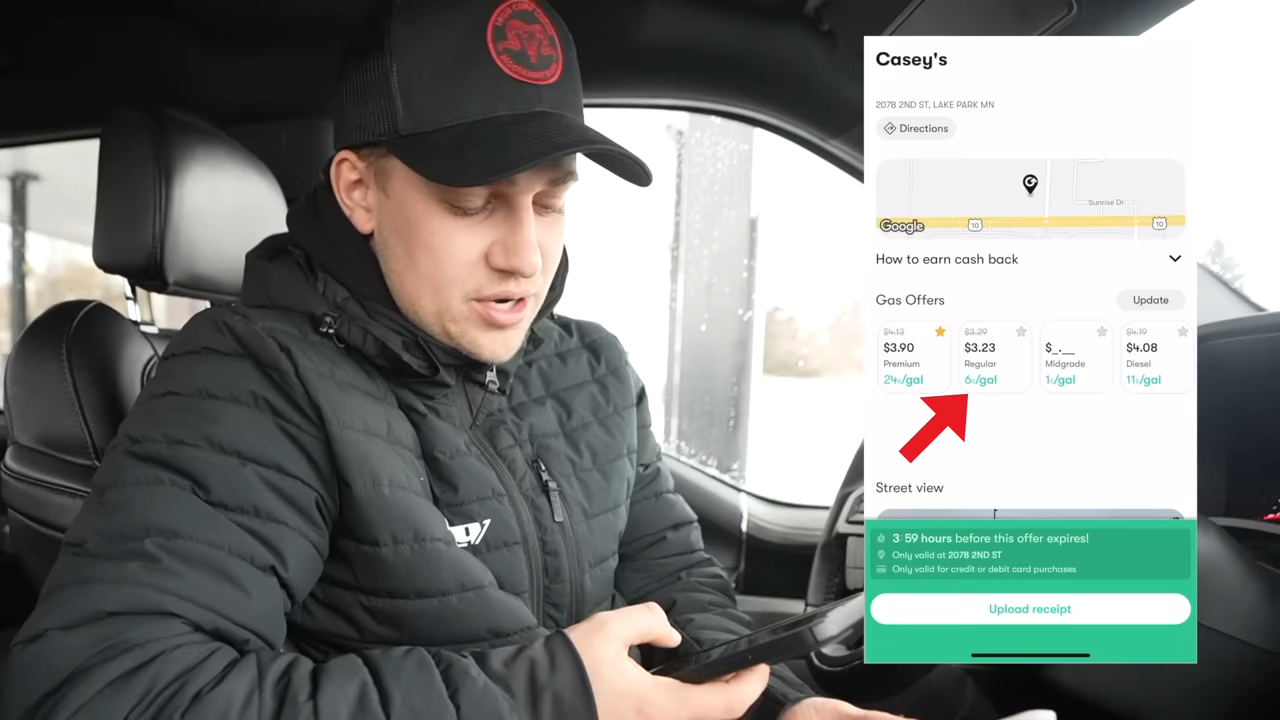 Casey's
2078 2ND ST, LAKE PARK MN
Directions
Sunrise Dr
Google
10
10
How to earn cash back
Gas Offers
Update
$4.13
$3.90
Premium
24¢/gal
$3.29
$3.23
Regular
6¢/gal
$_.__
Midgrade
1¢/gal
$4.19
$4.08
Diesel
11¢/gal
Street view
3:59 hours before this offer expires!
Only valid at 2078 2ND ST
Only valid for credit or debit card purchases
Upload receipt